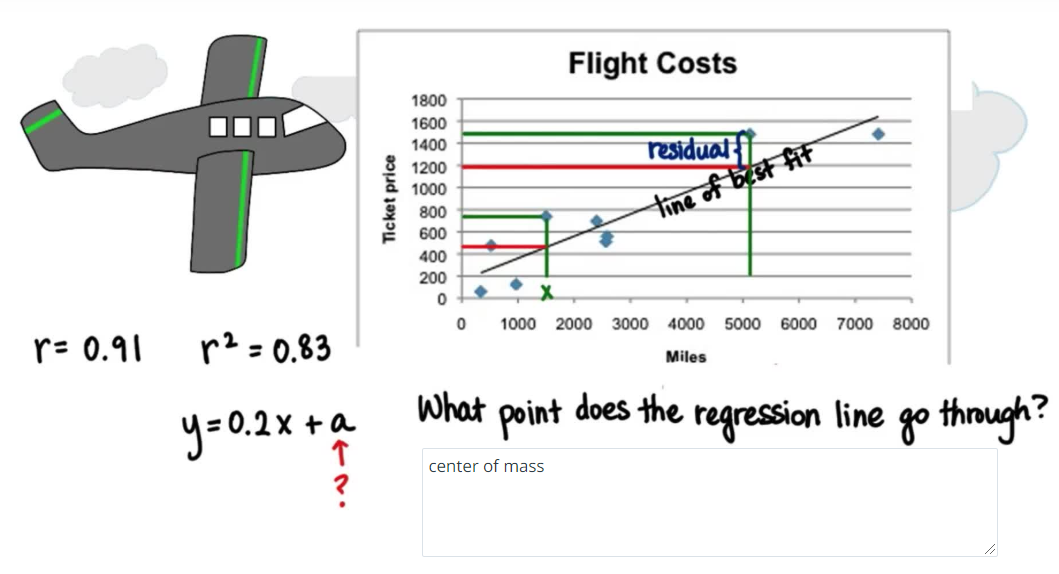 Flight Costs
1800
1600
1400
1200
1000
800
600
400
200
0
Ticket price
residual
line of best fit
x
0 1000 2000 3000 4000 5000 6000 7000 8000
Miles
r = 0.91 r² = 0.83
y = 0.2x + a
?
What point does the regression line go through?
center of mass